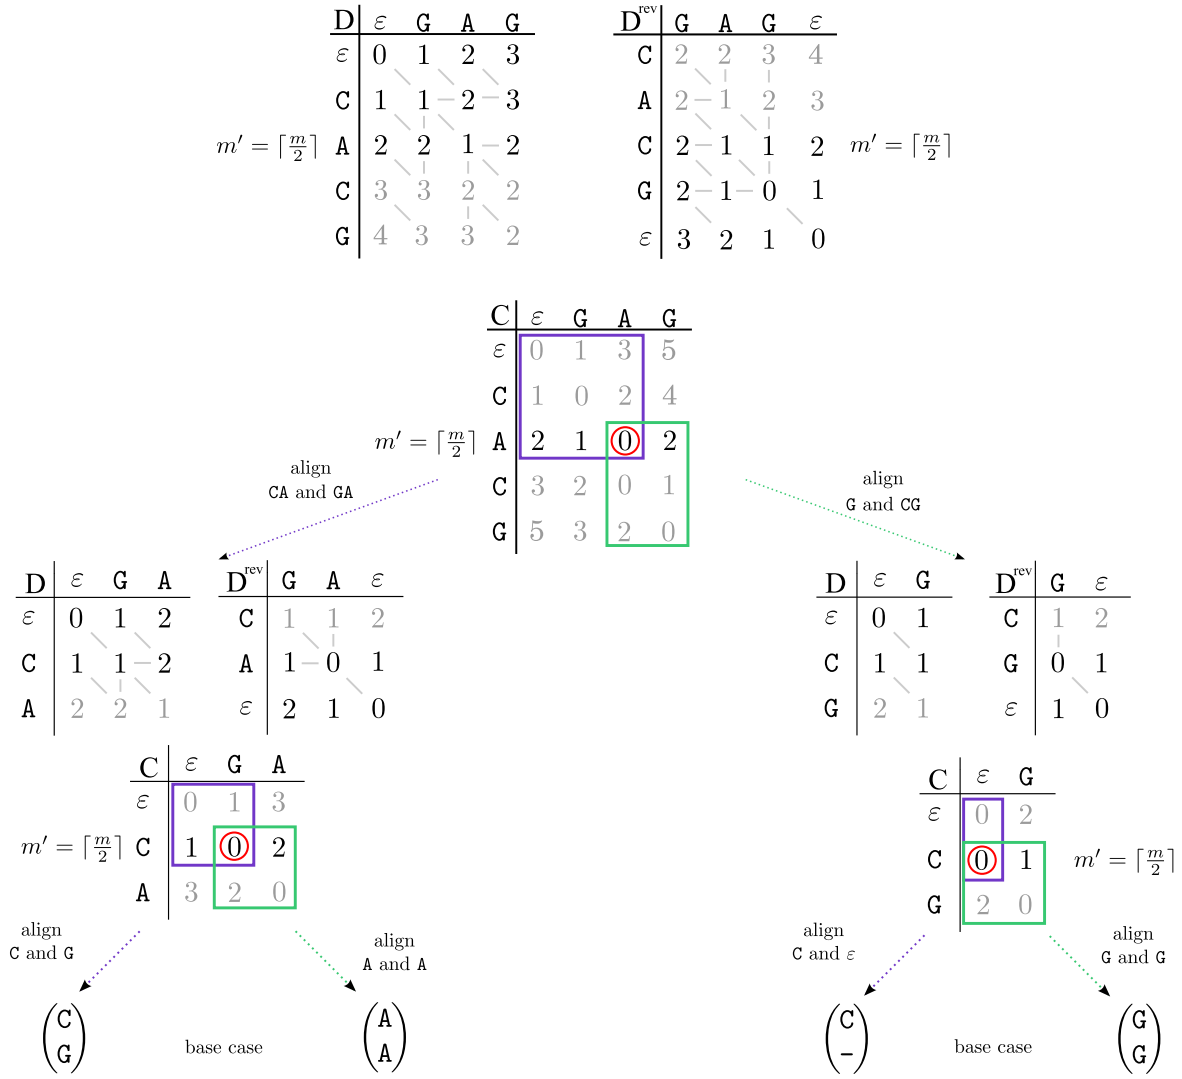 D ε G A G
ε 0 1 2 3
C 1 1 2 3
m′ = ⌈m/2⌉ A 2 2 1 2
C 3 3 2 2
G 4 3 3 2
Dʳᵉᵛ G A G ε
C 2 2 3 4
A 2 1 2 3
C 2 1 1 2 m′ = ⌈m/2⌉
G 2 1 0 1
ε 3 2 1 0
C ε G A G
ε 0 1 3 5
C 1 0 2 4
m′ = ⌈m/2⌉ A 2 1 0 2
C 3 2 0 1
G 5 3 2 0
align
CA and GA
align
G and CG
D ε G A
ε 0 1 2
C 1 1 2
A 2 2 1
Dʳᵉᵛ G A ε
C 1 1 2
A 1 0 1
ε 2 1 0
D ε G
ε 0 1
C 1 1
G 2 1
Dʳᵉᵛ G ε
C 1 2
G 0 1
ε 1 0
C ε G A
ε 0 1 3
m′ = ⌈m/2⌉ C 1 0 2
A 3 2 0
C ε G
ε 0 2
C 0 1 m′ = ⌈m/2⌉
G 2 0
align
C and G
align
A and A
align
C and ε
align
G and G
C
G
base case
A
A
C
–
base case
G
G